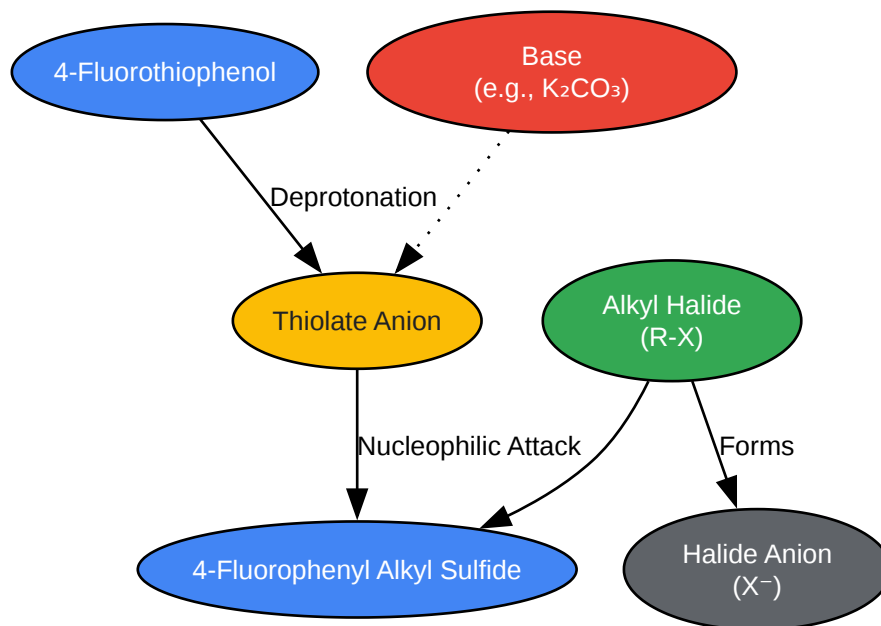 4-Fluorothiophenol
Base
(e.g., K₂CO₃)
Deprotonation
Thiolate Anion
Alkyl Halide
(R-X)
Nucleophilic Attack
Forms
4-Fluorophenyl Alkyl Sulfide
Halide Anion
(X⁻)